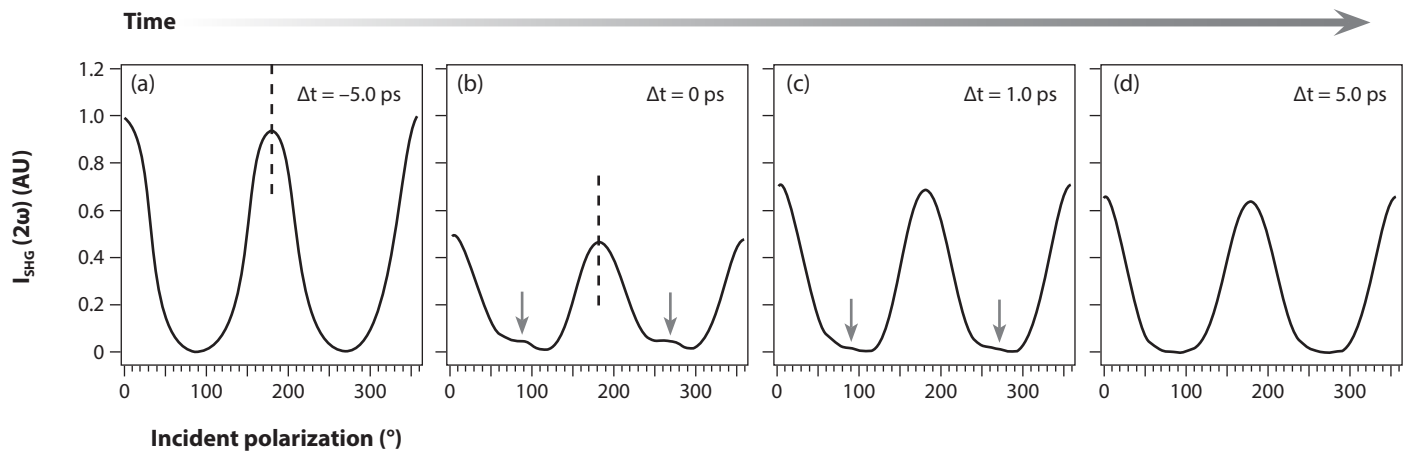 Time
(a)
Δt = –5.0 ps
(b)
Δt = 0 ps
(c)
Δt = 1.0 ps
(d)
Δt = 5.0 ps
1.2
1.0
0.8
0.6
0.4
0.2
0
I_SHG (2ω) (AU)
0 100 200 300
0 100 200 300
0 100 200 300
0 100 200 300
Incident polarization (°)